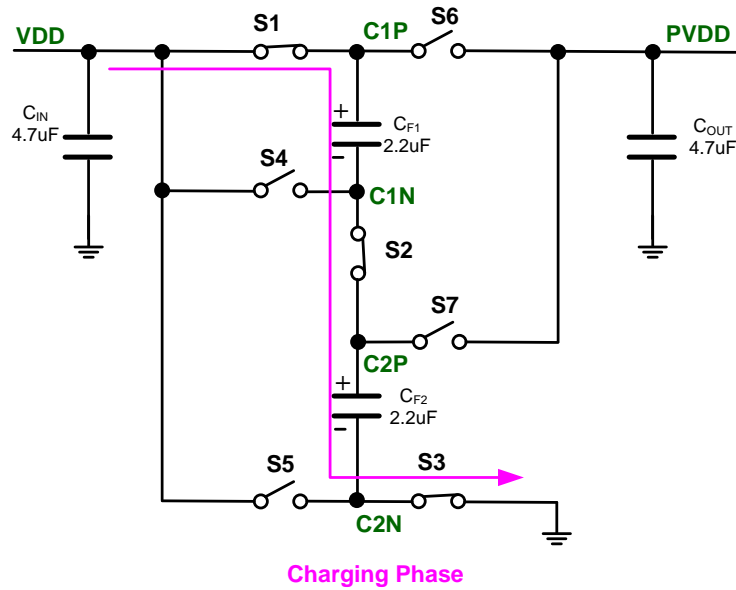 S1
C1P
S6
VDD
PVDD
+
CIN
4.7uF
CF1
2.2uF
COUT
4.7uF
S4
−
C1N
S2
S7
C2P
+
CF2
2.2uF
−
S5
S3
C2N
Charging Phase